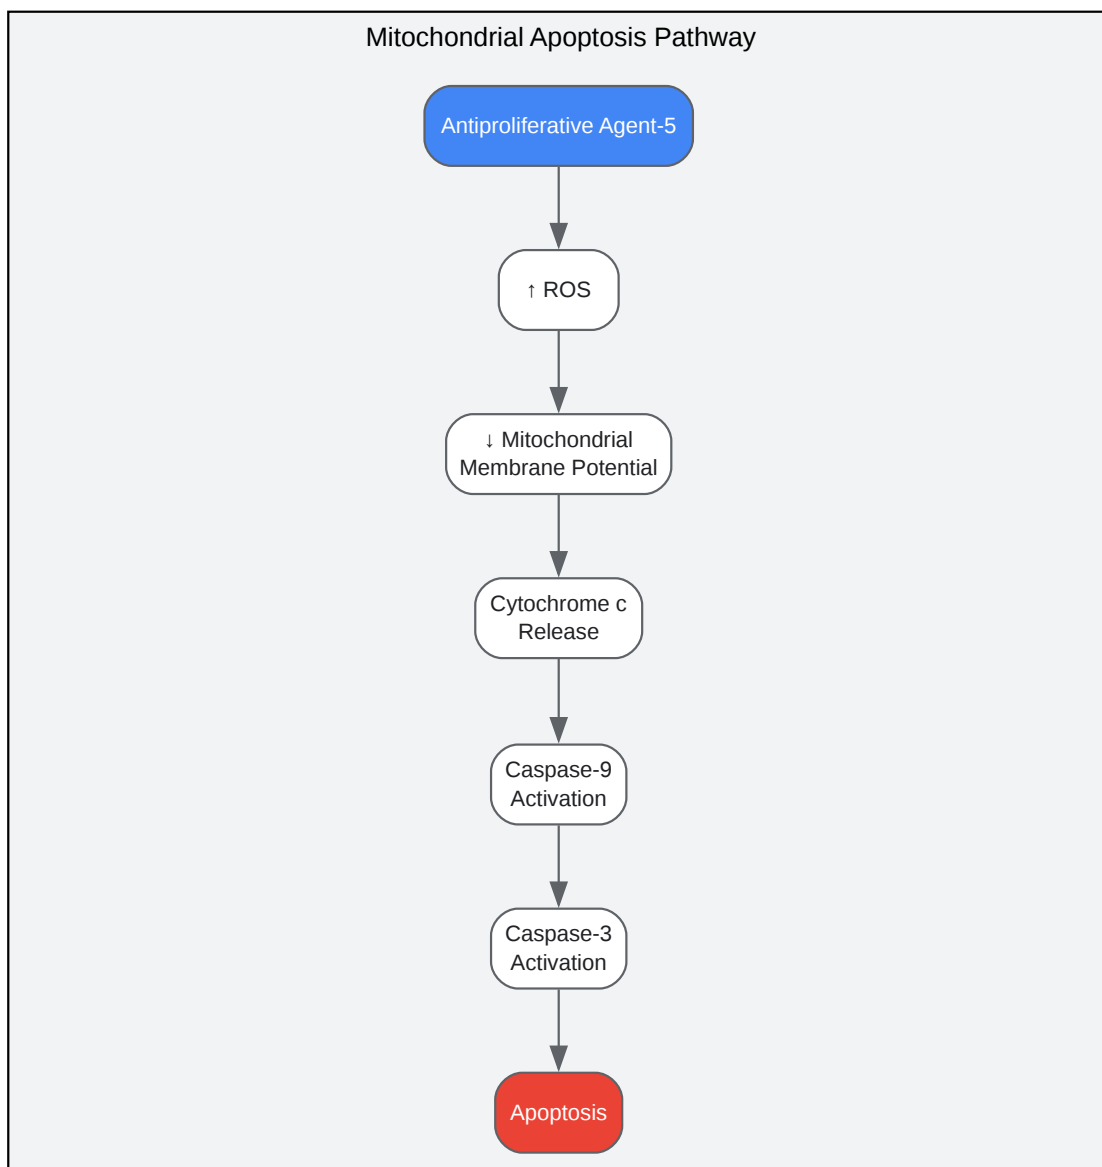 Mitochondrial Apoptosis Pathway
Antiproliferative Agent-5
↑ ROS
↓ Mitochondrial
Membrane Potential
Cytochrome c
Release
Caspase-9
Activation
Caspase-3
Activation
Apoptosis